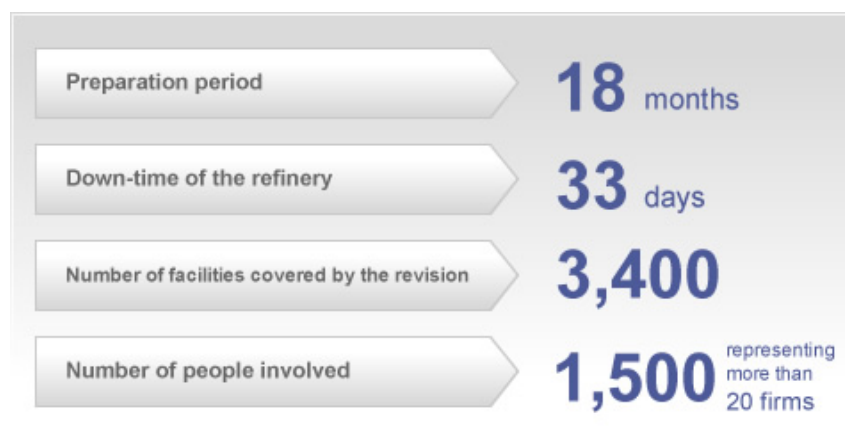 Preparation period 18 months
Down-time of the refinery 33 days
Number of facilities covered by the revision 3,400
Number of people involved 1,500 representing
more than
20 firms